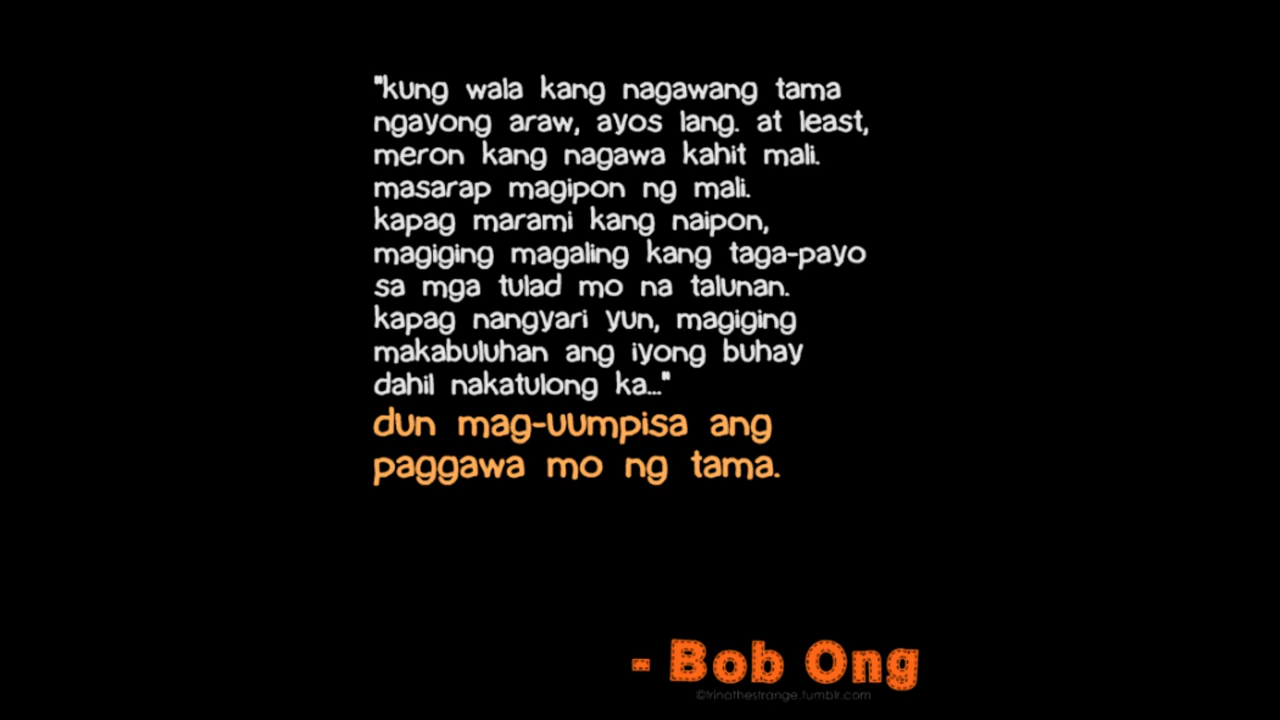 "kung wala kang nagawang tama
ngayong araw, ayos lang. at least,
meron kang nagawa kahit mali.
masarap magipon ng mali.
kapag marami kang naipon,
magiging magaling kang taga-payo
sa mga tulad mo na talunan.
kapag nangyari yun, magiging
makabuluhan ang iyong buhay
dahil nakatulong ka..."
dun mag-uumpisa ang
paggawa mo ng tama.
- Bob Ong
©trinathestrange.tumblr.com